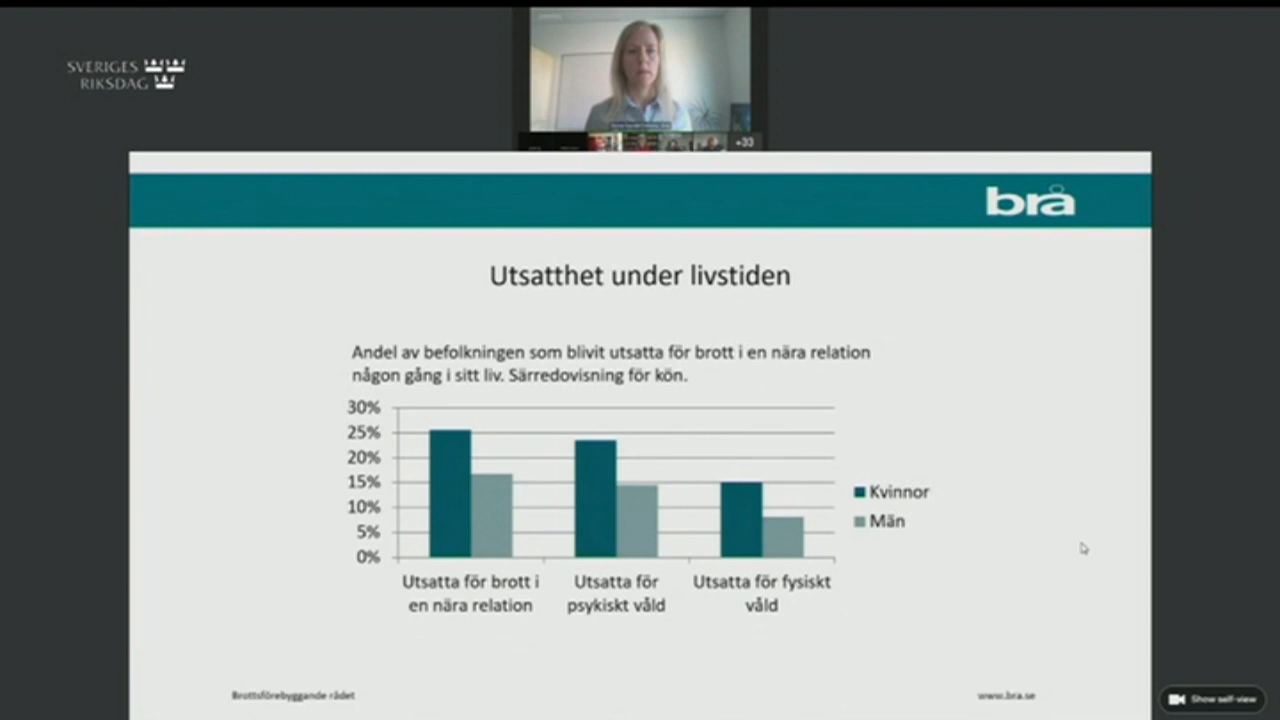 SVERIGES
RIKSDAG
+33
brå
Utsatthet under livstiden
Andel av befolkningen som blivit utsatta för brott i en nära relation
någon gång i sitt liv. Särredovisning för kön.
30%
25%
20%
15%
10%
5%
0%
Kvinnor
Män
Utsatta för brott i
en nära relation
Utsatta för
psykiskt våld
Utsatta för fysiskt
våld
Brottsförebyggande rådet
www.bra.se
Show self-view